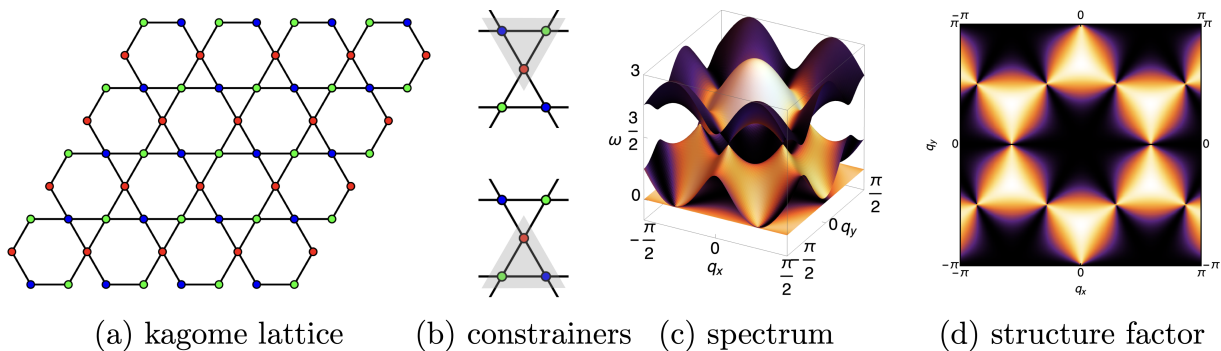 3
3
2
ω
0
−π
2
0
q_x
π
2
−π
2
0 q_y
π
2
−π 0 π
π π
q_y 0 0
−π −π
−π 0 π
q_x
(a) kagome lattice (b) constrainers (c) spectrum (d) structure factor